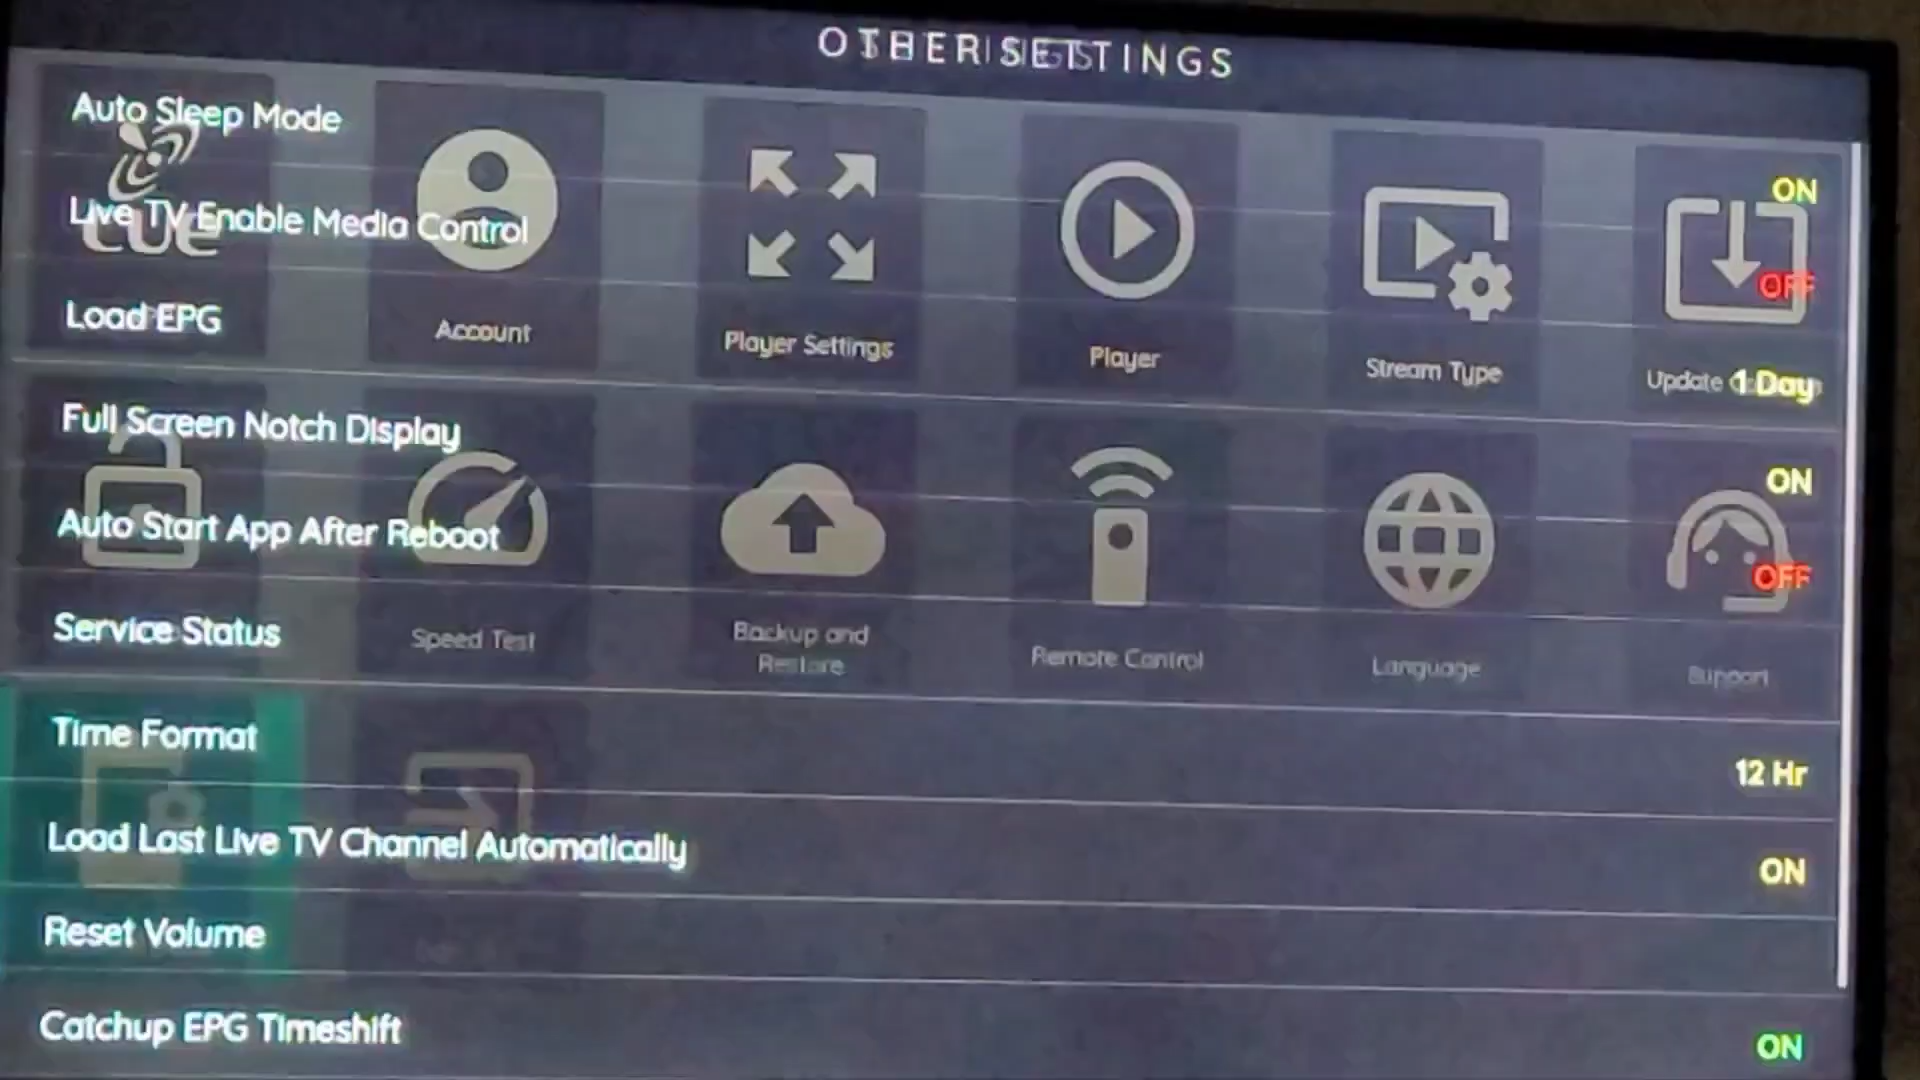 OTHER SETTINGS
Auto Sleep Mode
ON
Live TV Enable Media Control
OFF
Load EPG
1 Day
Full Screen Notch Display
ON
Auto Start App After Reboot
OFF
Service Status
Time Format
12 Hr
Load Last Live TV Channel Automatically
ON
Reset Volume
Catchup EPG Timeshift
ON
Account
Player Settings
Player
Stream Type
Update
Speed Test
Backup and
Restore
Remote Control
Language
Support